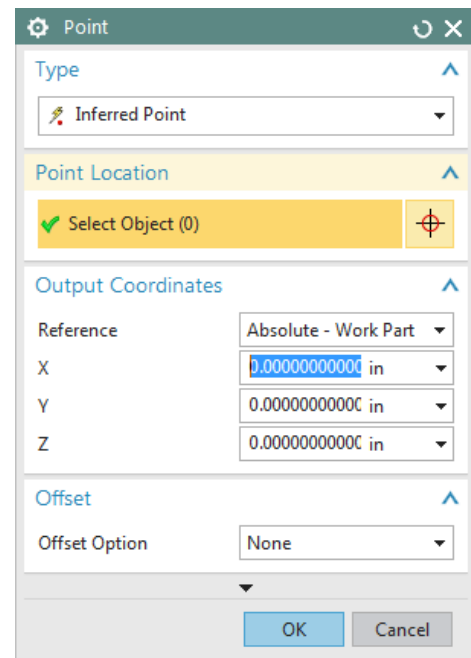 Point
Type
Inferred Point
Point Location
Select Object (0)
Output Coordinates
Reference Absolute - Work Part
X 0.00000000000 in
Y 0.00000000000 in
Z 0.00000000000 in
Offset
Offset Option None
OK Cancel